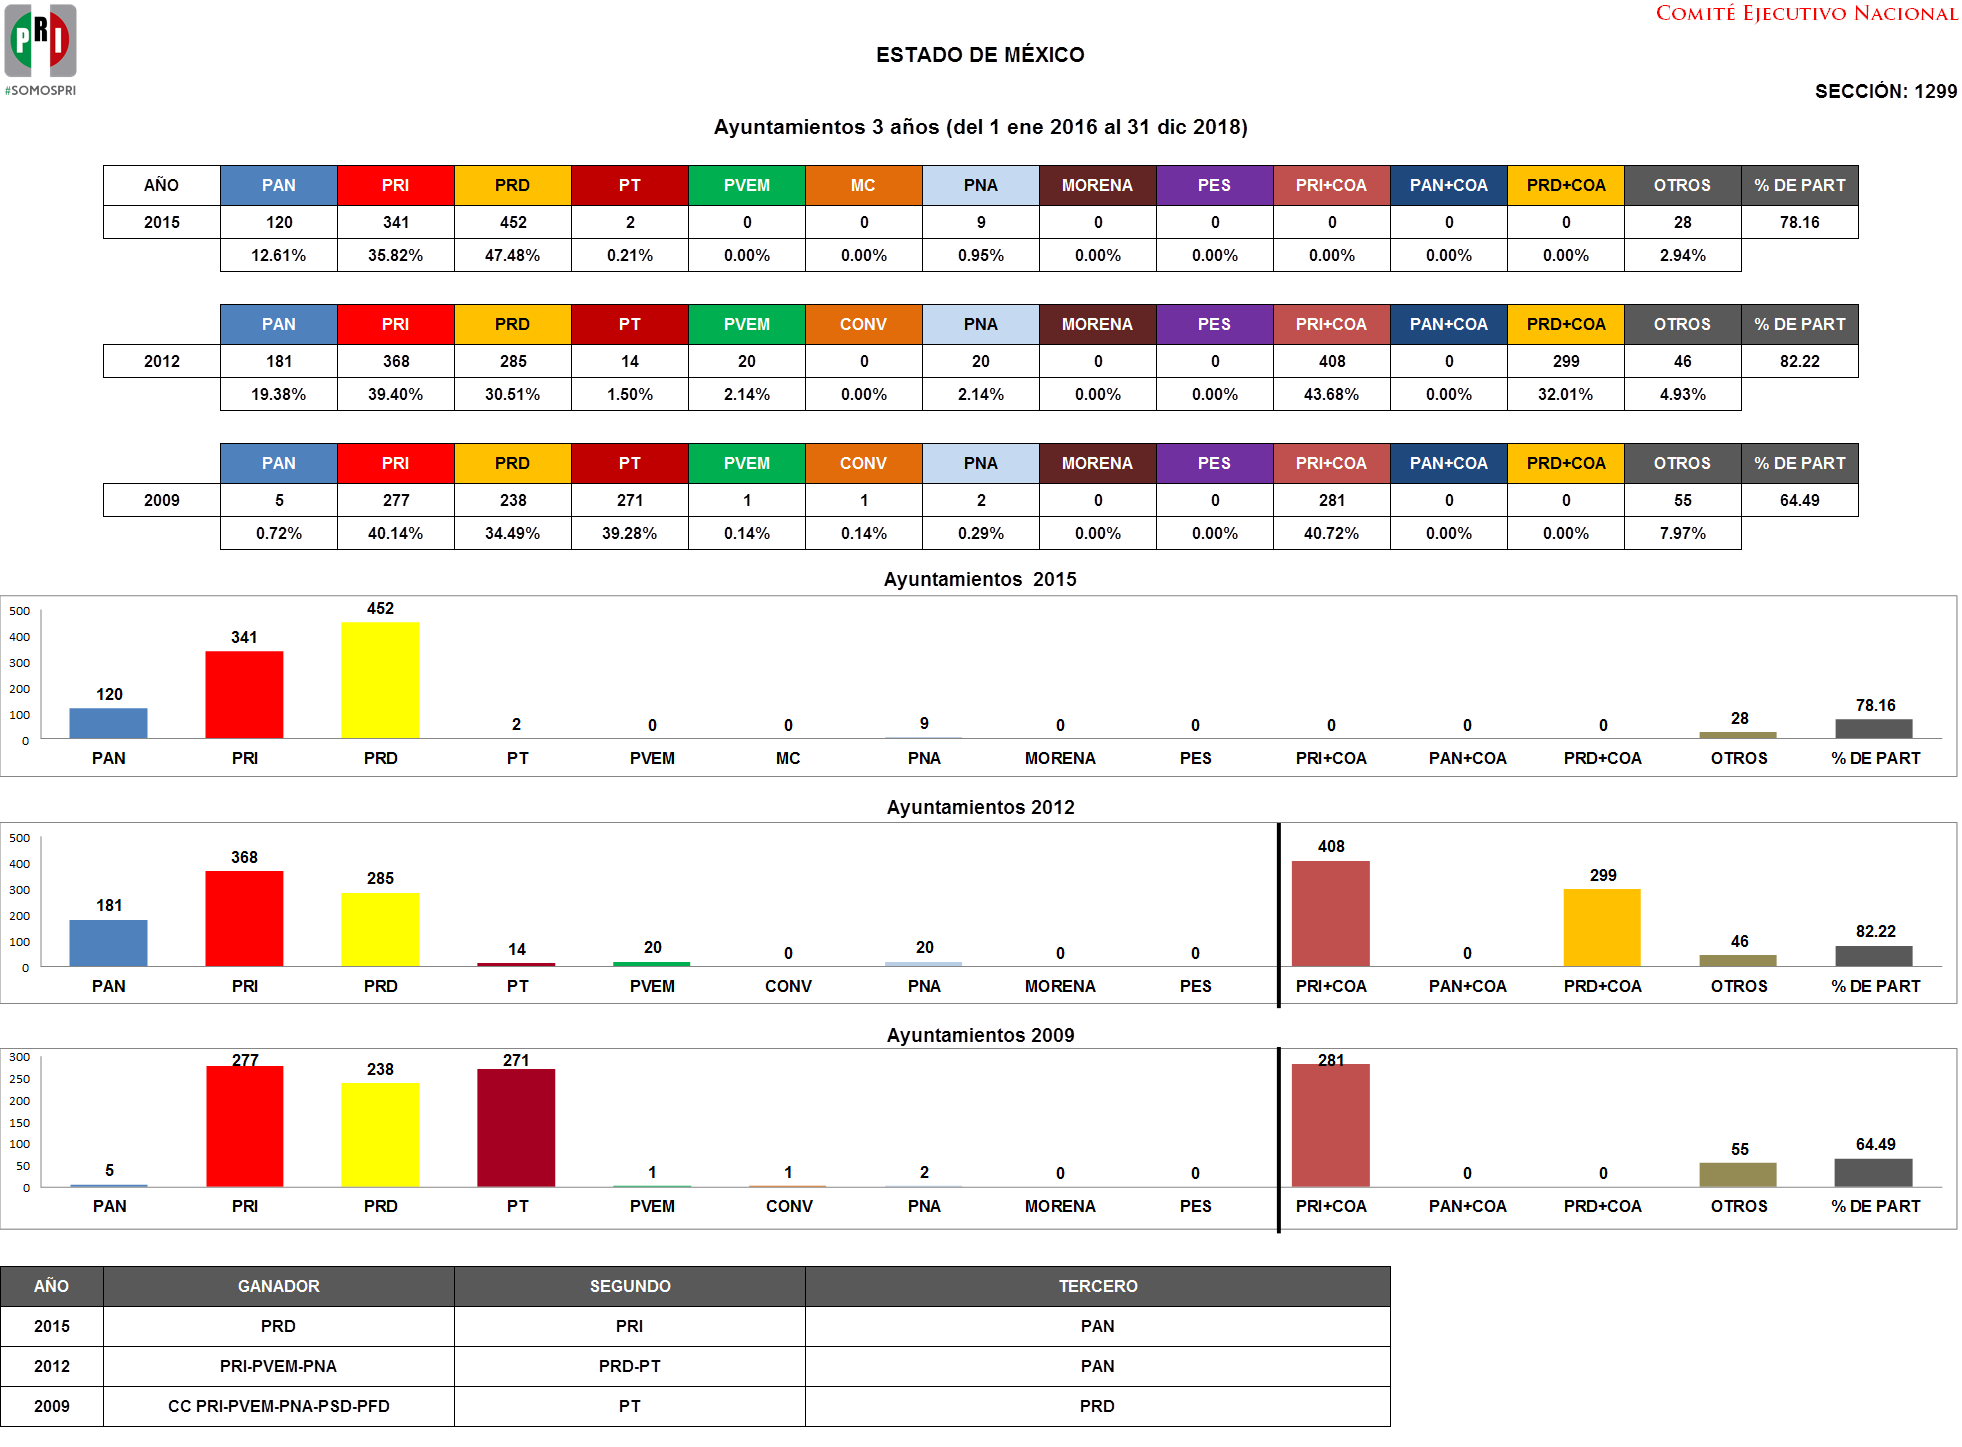 PRI
#SOMOSPRI
COMITÉ EJECUTIVO NACIONAL
ESTADO DE MÉXICO
SECCIÓN: 1299
Ayuntamientos 3 años (del 1 ene 2016 al 31 dic 2018)
AÑO PAN PRI PRD PT PVEM MC PNA MORENA PES PRI+COA PAN+COA PRD+COA OTROS % DE PART
2015 120 341 452 2 0 0 9 0 0 0 0 0 28 78.16
12.61% 35.82% 47.48% 0.21% 0.00% 0.00% 0.95% 0.00% 0.00% 0.00% 0.00% 0.00% 2.94%
PAN PRI PRD PT PVEM CONV PNA MORENA PES PRI+COA PAN+COA PRD+COA OTROS % DE PART
2012 181 368 285 14 20 0 20 0 0 408 0 299 46 82.22
19.38% 39.40% 30.51% 1.50% 2.14% 0.00% 2.14% 0.00% 0.00% 43.68% 0.00% 32.01% 4.93%
PAN PRI PRD PT PVEM CONV PNA MORENA PES PRI+COA PAN+COA PRD+COA OTROS % DE PART
2009 5 277 238 271 1 1 2 0 0 281 0 0 55 64.49
0.72% 40.14% 34.49% 39.28% 0.14% 0.14% 0.29% 0.00% 0.00% 40.72% 0.00% 0.00% 7.97%
Ayuntamientos 2015
500
400
300
200
100
0
120 341 452 2 0 0 9 0 0 0 0 0 28 78.16
PAN PRI PRD PT PVEM MC PNA MORENA PES PRI+COA PAN+COA PRD+COA OTROS % DE PART
Ayuntamientos 2012
500
400
300
200
100
0
181 368 285 14 20 0 20 0 0 408 0 299 46 82.22
PAN PRI PRD PT PVEM CONV PNA MORENA PES PRI+COA PAN+COA PRD+COA OTROS % DE PART
Ayuntamientos 2009
300
250
200
150
100
50
0
5 277 238 271 1 1 2 0 0 281 0 0 55 64.49
PAN PRI PRD PT PVEM CONV PNA MORENA PES PRI+COA PAN+COA PRD+COA OTROS % DE PART
AÑO GANADOR SEGUNDO TERCERO
2015 PRD PRI PAN
2012 PRI-PVEM-PNA PRD-PT PAN
2009 CC PRI-PVEM-PNA-PSD-PFD PT PRD